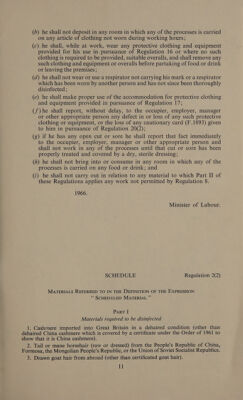 (b) he shall not deposit in any room in which any of the processes is carried
on any article of clothing not worn during working hours;
(c) he shall, while at work, wear any protective clothing and equipment
provided for his use in pursuance of Regulation 16 or where no such
clothing is required to be provided, suitable overalls, and shall remove any
such clothing and equipment or overalls before partaking of food or drink
or leaving the premises;
(d) he shall not wear or use a respirator not carrying his mark or a respirator
which has been worn by another person and has not since been thoroughly
disinfected;
(e) he shall make proper use of the accommodation for protective clothing
and equipment provided in pursuance of Regulation 17;
(f) he shall report, without delay, to the occupier, employer, manager
or other appropriate person any defect in or loss of any such protective
clothing or equipment, or the loss of any cautionary card (F.1893) given
to him in pursuance of Regulation 20(2);
(g) if he has any open cut or sore he shall report that fact immediately
to the occupier, employer, manager or other appropriate person and
shall not work in any of the processes until that cut or sore has been
properly treated and covered by a dry, sterile dressing;
(h) he shall not bring into or consume in any room in which any of the
processes is carried on any food or drink; and
(i) he shall not carry out in relation to any material to which Part II of
these Regulations applies any work not permitted by Regulation 8.
1966.
Minister of Labour.
SCHEDULE Regulation 2(2)
MATERIALS REFERRED TO IN THE DEFINITION OF THE EXPRESSION
" SCHEDULED MATERIAL "
PART I
Materials required to be disinfected
1. Cashmere imported into Great Britain in a dehaired condition (other than
dehaired China cashmere which is covered by a certificate under the Order of 1961 to
show that it is China cashmere).
2. Tail or mane horsehair (raw or dressed) from the People's Republic of China,
Formosa, the Mongolian People's Republic, or the Union of Soviet Socialist Republics.
3. Drawn goat hair from abroad (other than certificated goat hair).
11